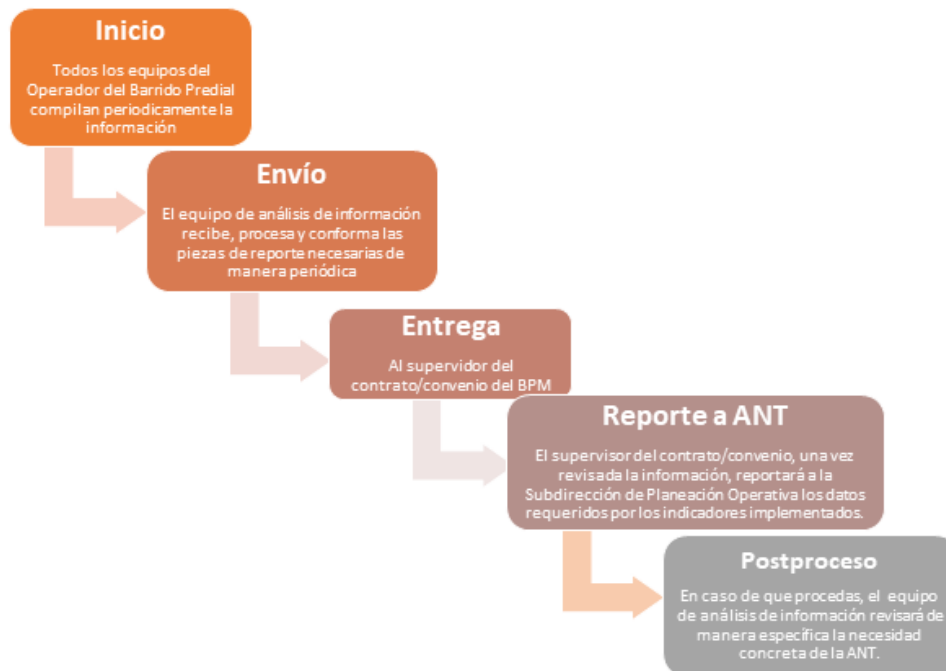 Inicio
Todos los equipos del
Operador del Barrido Predial
compilan periodicamente la
información
Envío
El equipo de análisis de información
recibe, procesa y conforma las
piezas de reporte necesarias de
manera periódica
Entrega
Al supervidor del
contrato/convenio del BPM
Reporte a ANT
El supervisor del contrato/convenio, una vez
revisada la información, reportará a la
Subdirección de Planeación Operativa los datos
requeridos por los indicadores implementados.
Postproceso
En caso de que procedas, el equipo
de análisis de información revisará de
manera específica la necesidad
concreta de la ANT.